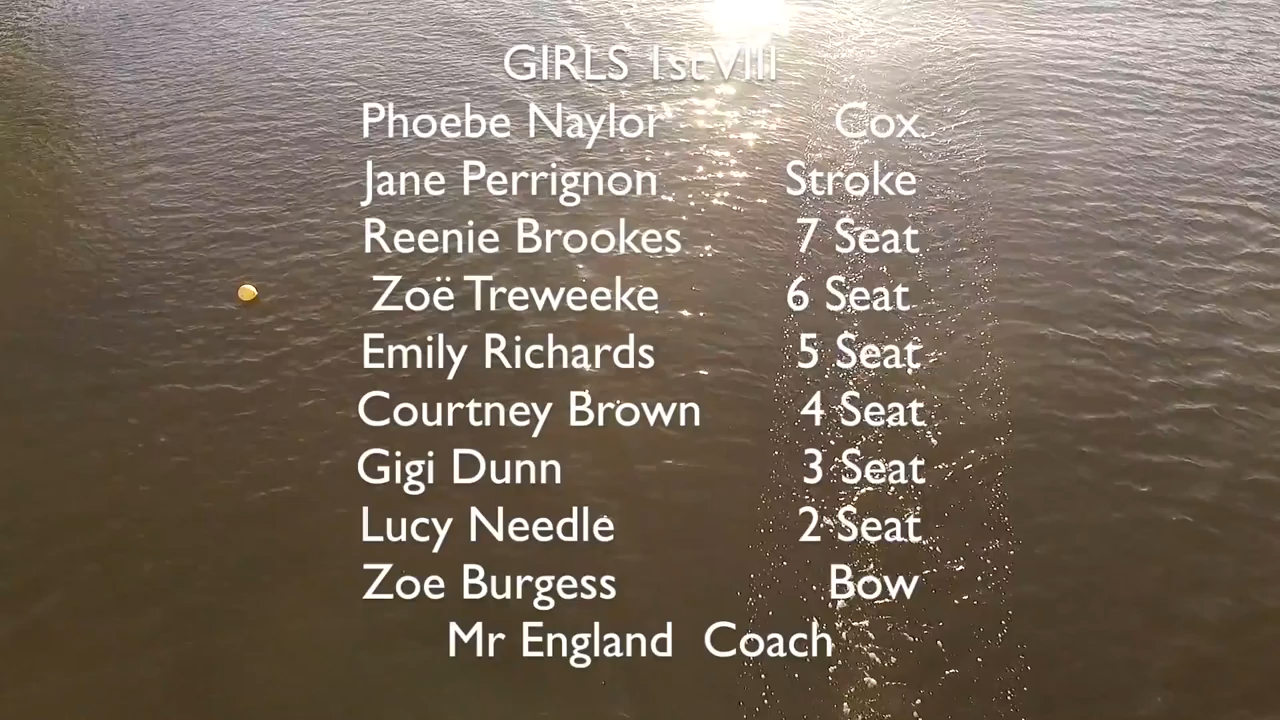 GIRLS 1st VIII
Phoebe Naylor Cox
Jane Perrignon Stroke
Reenie Brookes 7 Seat
Zoë Treweeke 6 Seat
Emily Richards 5 Seat
Courtney Brown 4 Seat
Gigi Dunn 3 Seat
Lucy Needle 2 Seat
Zoe Burgess Bow
Mr England Coach